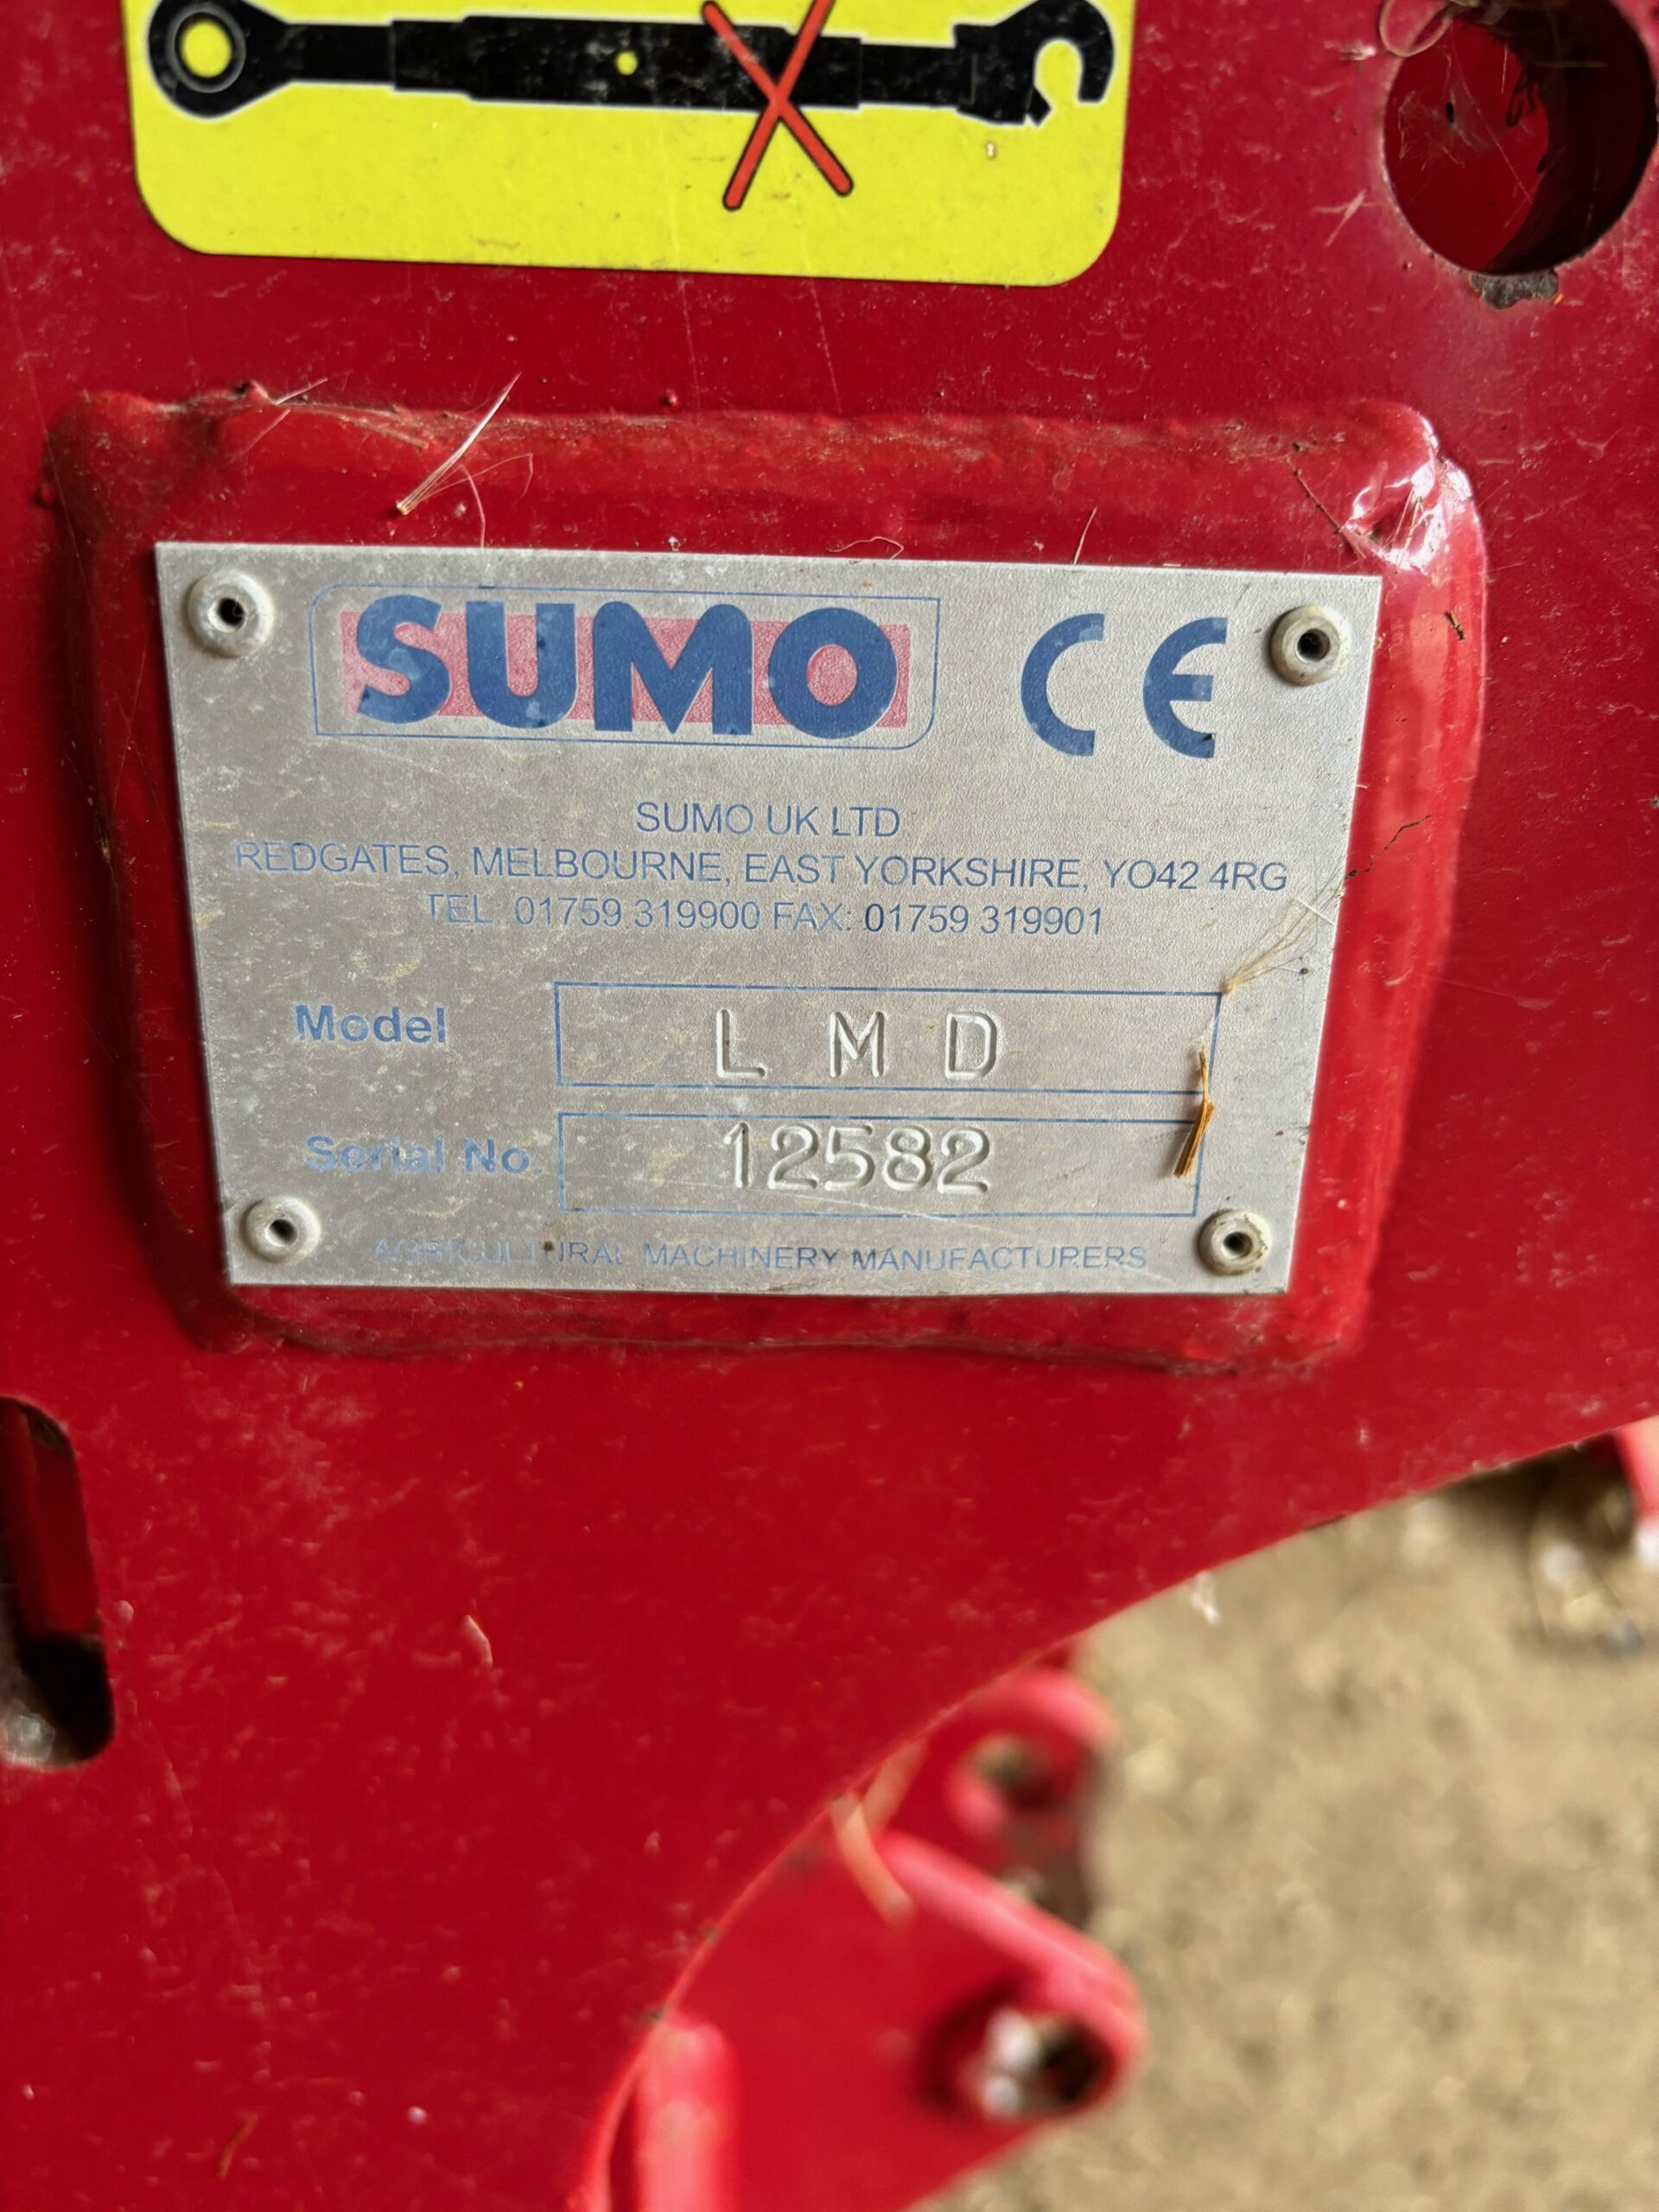 SUMO CE
SUMO UK LTD
REDGATES, MELBOURNE, EAST YORKSHIRE, YO42 4RG
TEL. 01759 319900 FAX: 01759 319901
Model L M D
Serial No. 12582
AGRICULTURAL MACHINERY MANUFACTURERS